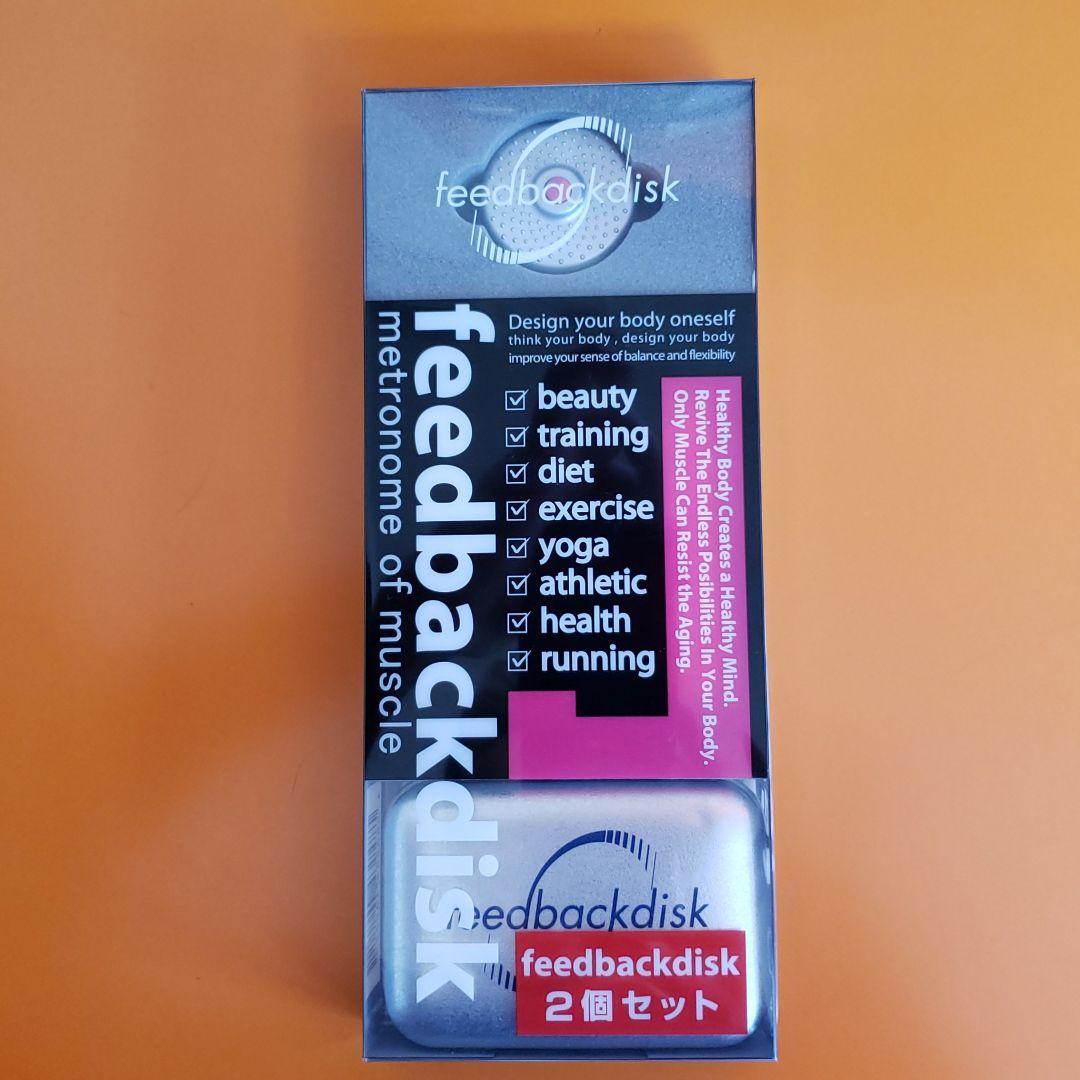 feedbackdisk
feedbackdisk
metronome of muscle
Design your body oneself
think your body , design your body
improve your sense of balance and flexibility
beauty
training
diet
exercise
yoga
athletic
health
running
Healthy Body Creates a Healthy Mind.
Revive The Endless Posibilities In Your Body.
Only Muscle Can Resist the Aging.
feedbackdisk
feedbackdisk
2個セット